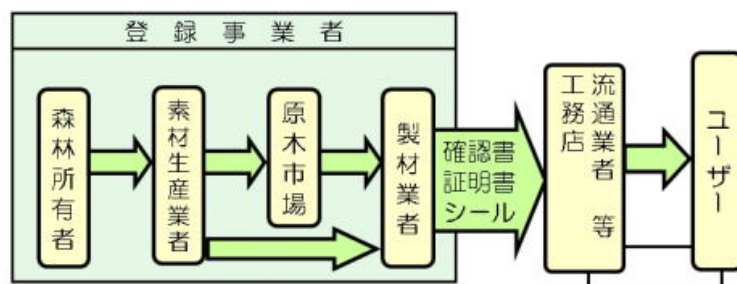 登録事業者
森林所有者
素材生産業者
原木市場
製材業者
確認書
証明書
シール
流通業者 等
工務店
ユーザー